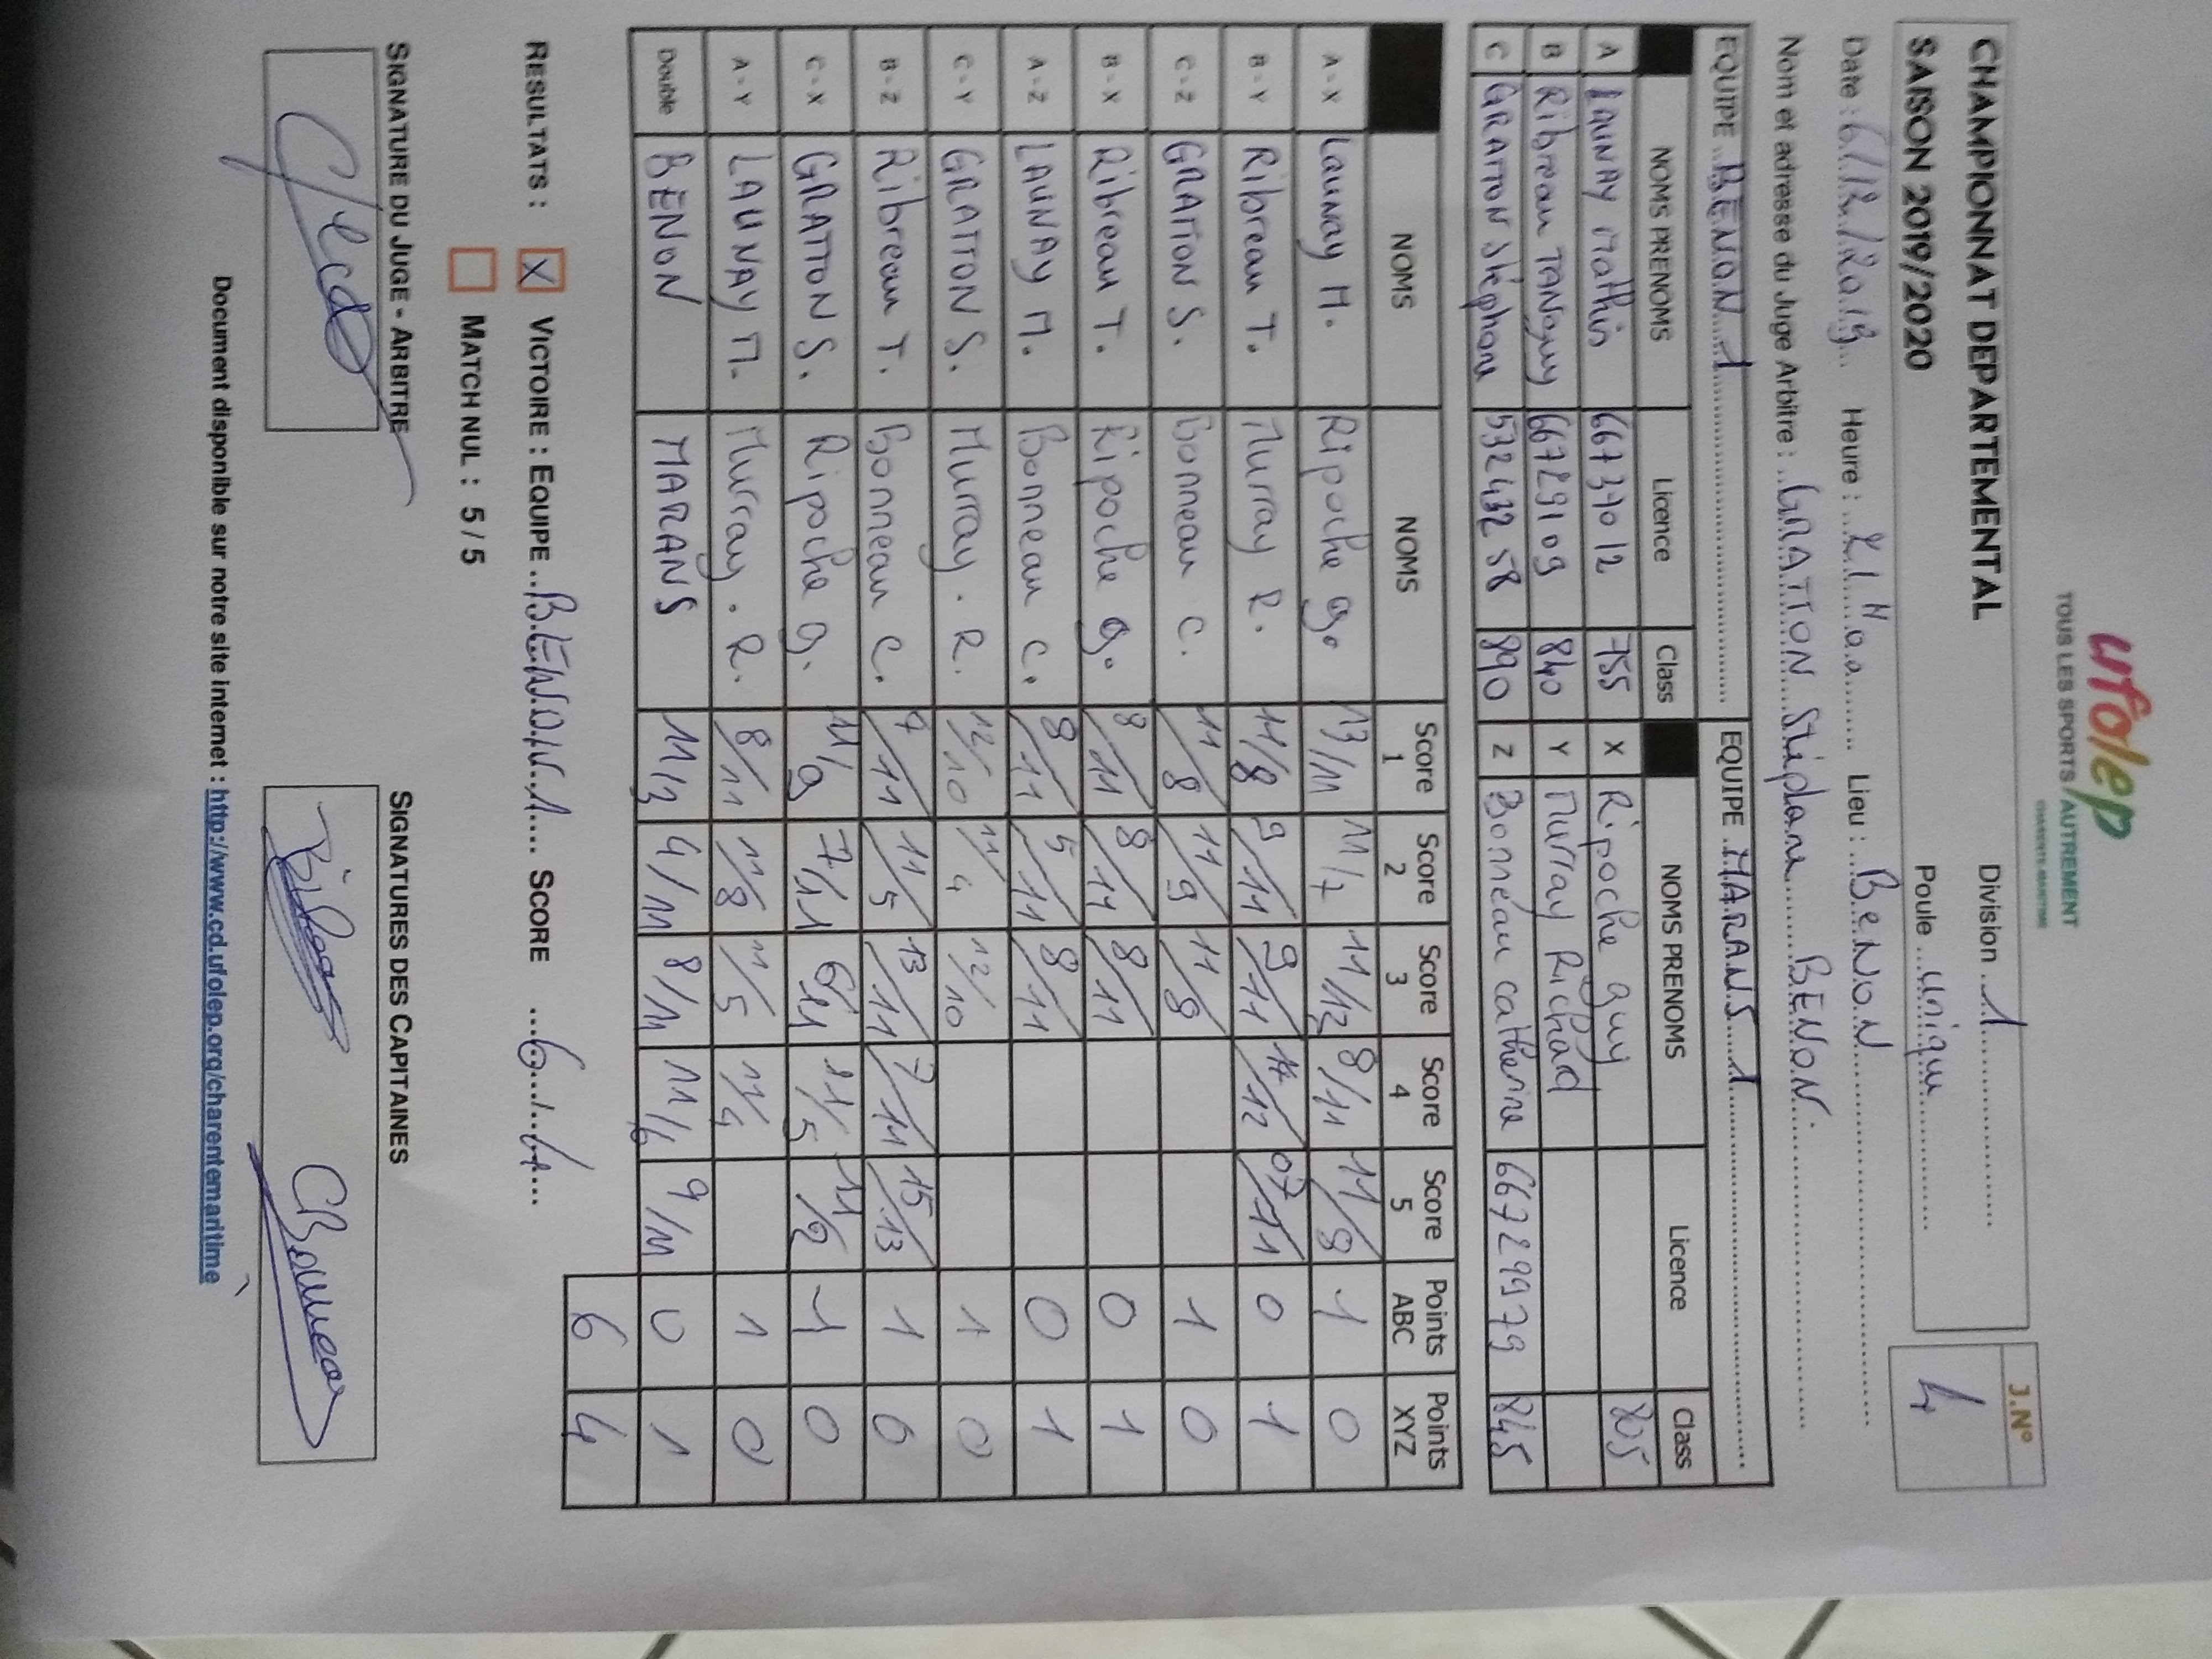 ufolep
TOUS LES SPORTS AUTREMENT
CHARENTE-MARITIME
CHAMPIONNAT DEPARTEMENTAL Division 1 J.N°
SAISON 2019/2020 Poule unique 4
Date : 6/12/2019 Heure : 21H00 Lieu : BENON
Nom et adresse du Juge Arbitre : GRATTON Stéphane BENON
EQUIPE BENON 1 EQUIPE MARANS 1
NOMS PRENOMS Licence Class NOMS PRENOMS Licence Class
A LAUNAY Mathis 66737012 755 X Ripoche guy 805
B Ribreau TANguy 66729109 840 Y Murray Richard
C GRATTON Stéphane 53243258 890 Z Bonneau catherine 66729979 845
NOMS NOMS Score 1 Score 2 Score 3 Score 4 Score 5 Points ABC Points XYZ
A - X Launay M. Ripoche g. 13/11 11/7 11/13 8/11 11/8 1 0
B - Y Ribreau T. Murray R. 11/8 9/11 9/11 14/12 07/11 0 1
C - Z GRATTON S. Bonneau C. 11/8 11/9 11/8 1 0
B - X Ribreau T. Ripoche g. 8/11 8/11 8/11 0 1
A - Z LAUNAY M. Bonneau C. 8/11 5/11 8/11 0 1
C - Y GRATTON S. Murray . R. 12/10 11/4 12/10 1 0
B - Z Ribreau T. Bonneau C. 7/11 11/5 13/11 7/11 15/13 1 0
C - X GRATTON S. Ripoche g. 11/9 7/11 6/11 11/5 11/2 1 0
A - Y LAUNAY M. Murray . R. 8/11 11/8 11/5 11/4 1 0
Double BENON MARANS 11/3 4/11 8/11 11/6 9/11 0 1
6 4
RESULTATS : X VICTOIRE : EQUIPE BENON 1 SCORE 6/4
MATCH NUL : 5 / 5
SIGNATURE DU JUGE - ARBITRE SIGNATURES DES CAPITAINES
CBonneau
Document disponible sur notre site internet : http://www.cd.ufolep.org/charentemaritime